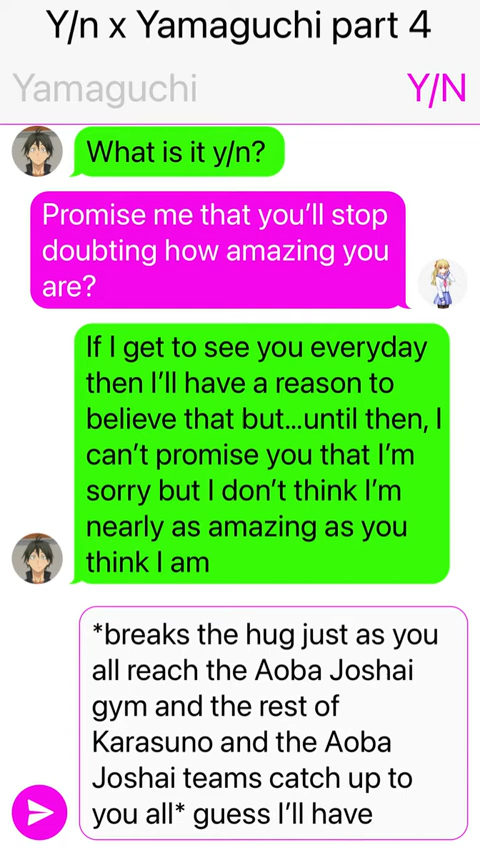 Y/n x Yamaguchi part 4
Yamaguchi
Y/N
What is it y/n?
Promise me that you’ll stop
doubting how amazing you
are?
If I get to see you everyday
then I’ll have a reason to
believe that but...until then, I
can’t promise you that I’m
sorry but I don’t think I’m
nearly as amazing as you
think I am
*breaks the hug just as you
all reach the Aoba Joshai
gym and the rest of
Karasuno and the Aoba
Joshai teams catch up to
you all* guess I’ll have